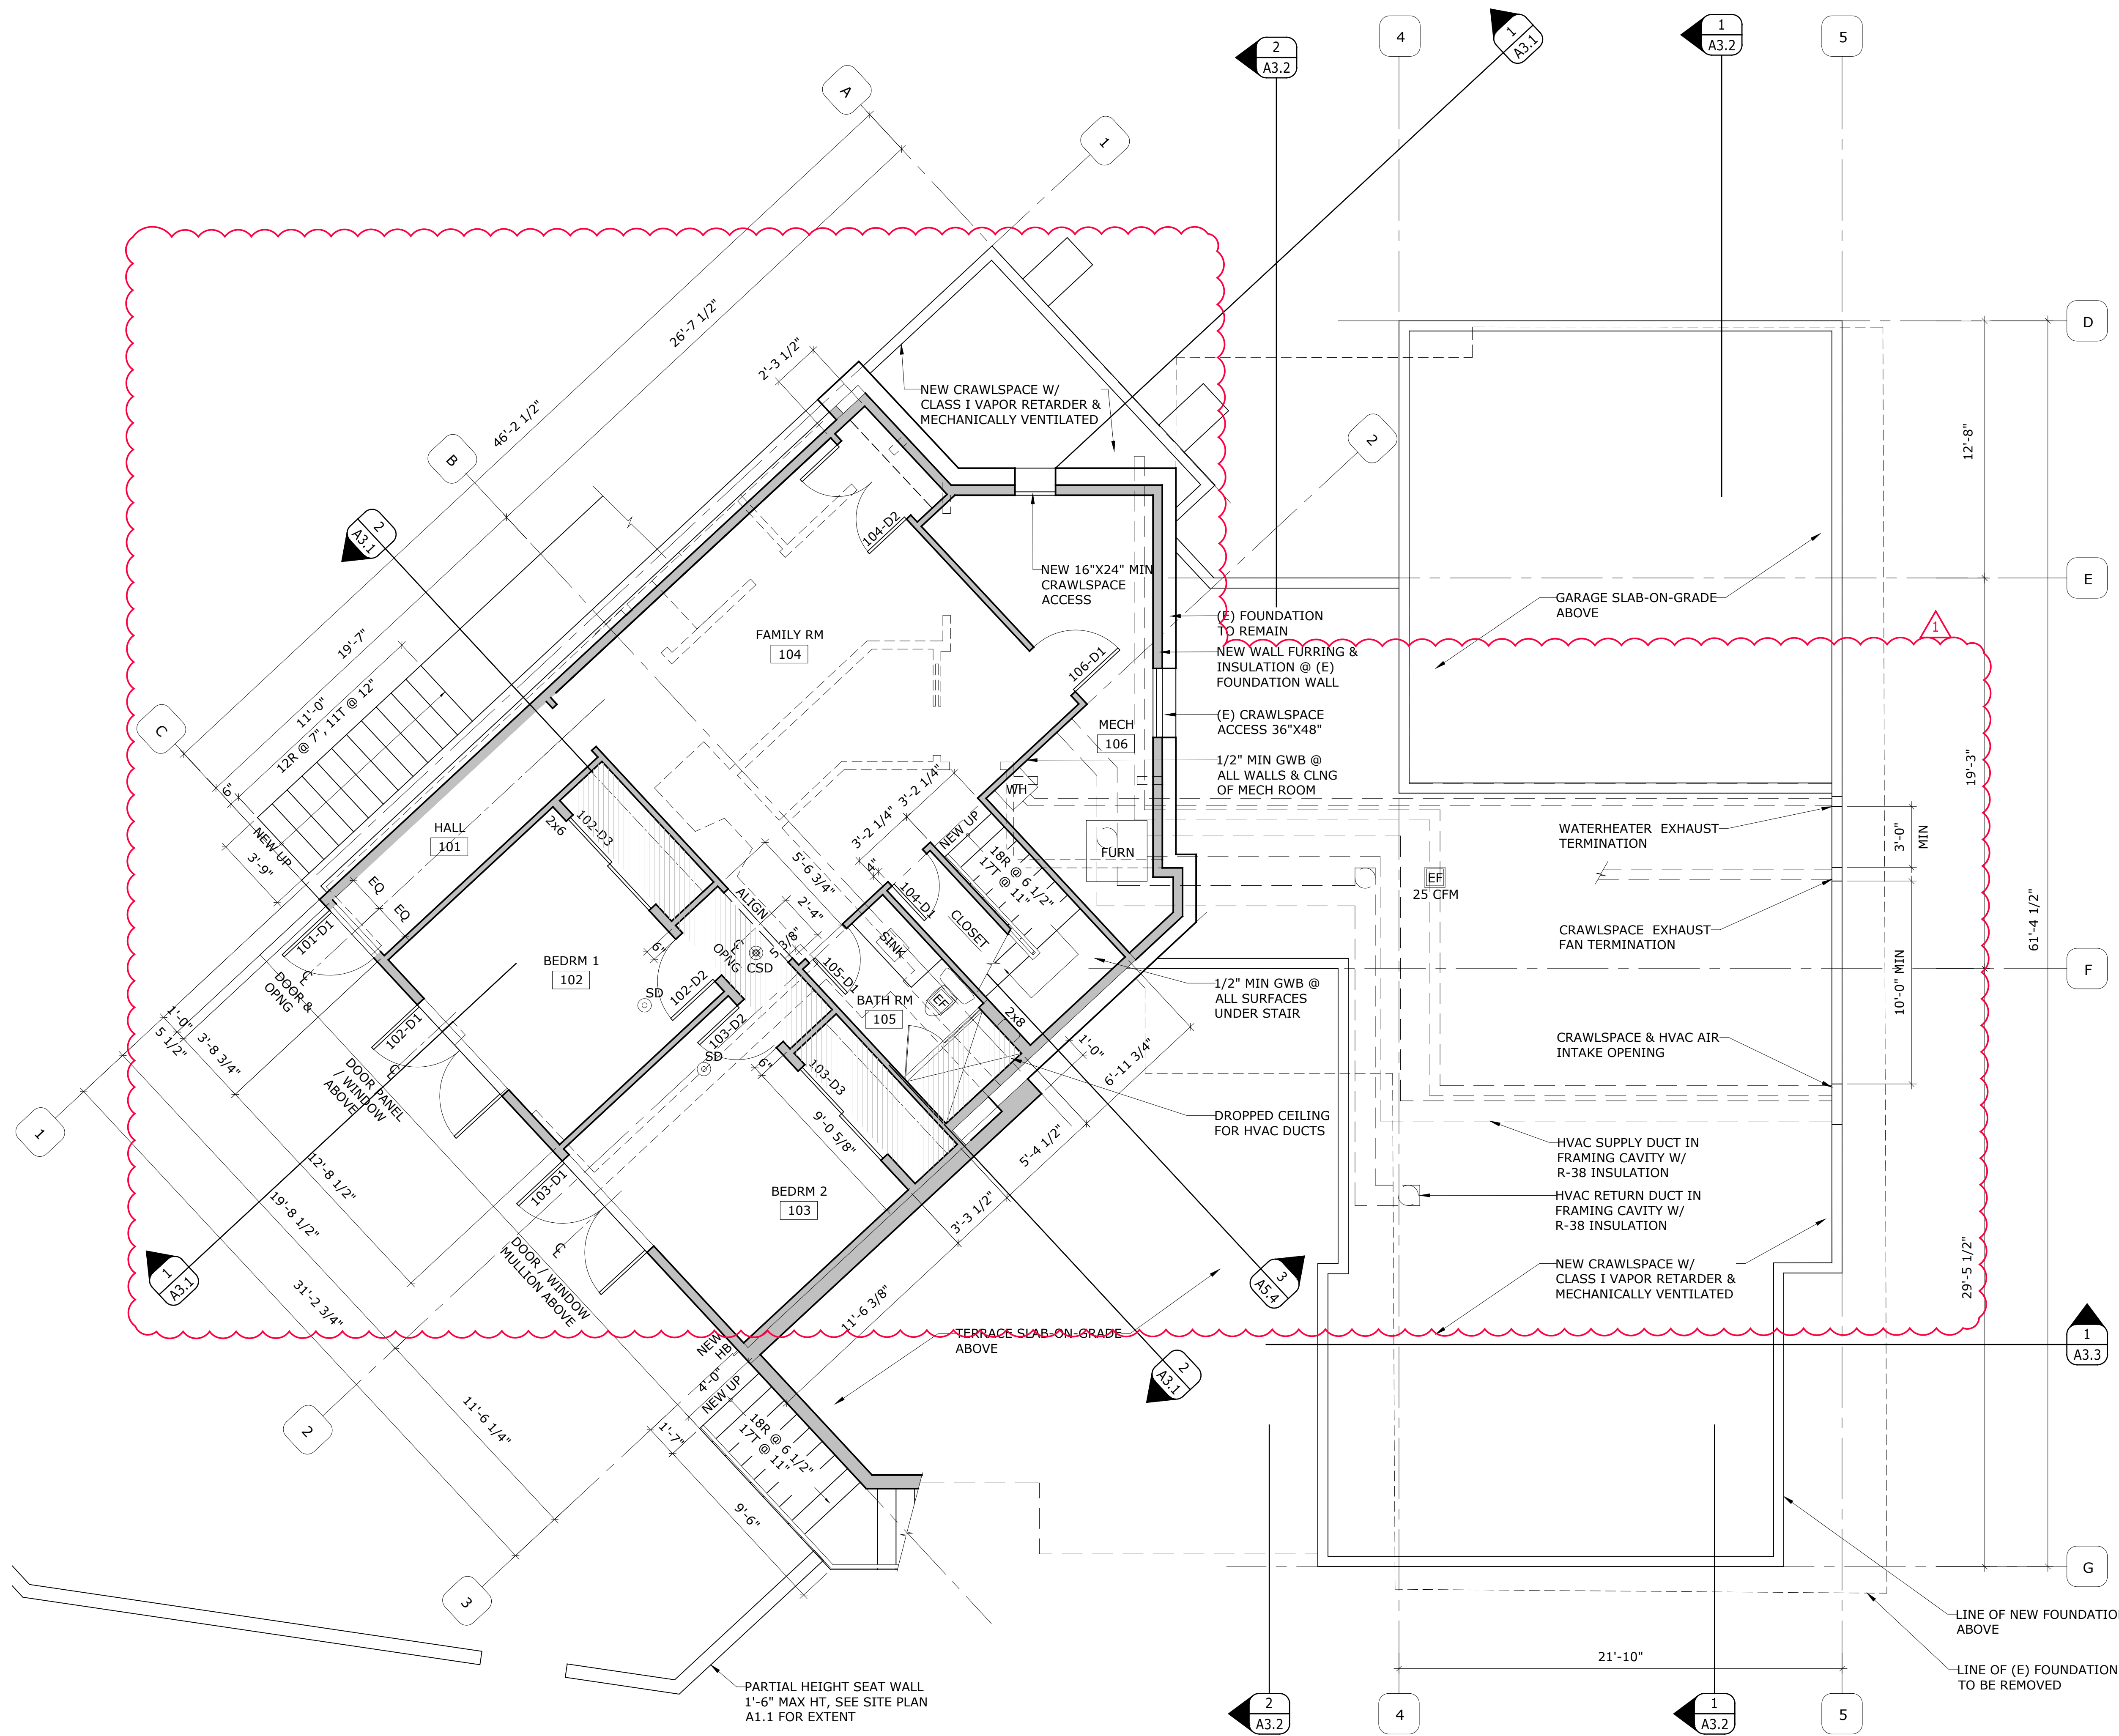 1
A3.2
2
A3.2
1
A3.1
4
5
A
1
B
2
C
D
E
F
G
26'-7 1/2"
46'-2 1/2"
2'-3 1/2"
NEW CRAWLSPACE W/
CLASS I VAPOR RETARDER &
MECHANICALLY VENTILATED
12'-8"
2
A3.1
104-D2
NEW 16"X24" MIN
CRAWLSPACE
ACCESS
GARAGE SLAB-ON-GRADE
ABOVE
(E) FOUNDATION
TO REMAIN
1
FAMILY RM
104
19'-7"
11'-0"
12R @ 7", 11T @ 12"
106-D1
NEW WALL FURRING &
INSULATION @ (E)
FOUNDATION WALL
MECH
106
(E) CRAWLSPACE
ACCESS 36"X48"
1/2" MIN GWB @
ALL WALLS & CLNG
OF MECH ROOM
19'-3"
6"
NEW UP
3'-9"
HALL
101
2x6
102-D3
3'-2 1/4"
3'-2 1/4"
WH
NEW UP
18R @ 6 1/2"
17T @ 11"
FURN
WATERHEATER  EXHAUST
TERMINATION
3'-0"
MIN
EF
25 CFM
5'-6 3/4"
4"
104-D1
CLOSET
SINK
EQ
EQ
101-D1
ALIGN
2'-4"
5 3/8"
℄
OPNG
CSD
6"
CRAWLSPACE  EXHAUST
FAN TERMINATION
61'-4 1/2"
BEDRM 1
102
SD
102-D2
103-D2
SD
105-D1
BATH RM
105
EF
2x8
1/2" MIN GWB @
ALL SURFACES
UNDER STAIR
10'-0" MIN
℄
DOOR &
OPNG
1'-0"
5 1/2"
3'-8 3/4"
102-D1
℄
DOOR PANEL
/ WINDOW
ABOVE
6"
103-D3
9'-0 5/8"
1'-0"
6'-11 3/4"
CRAWLSPACE & HVAC AIR
INTAKE OPENING
DROPPED CEILING
FOR HVAC DUCTS
5'-4 1/2"
HVAC SUPPLY DUCT IN
FRAMING CAVITY W/
R-38 INSULATION
1
12'-8 1/2"
19'-8 1/2"
31'-2 3/4"
103-D1
BEDRM 2
103
3'-3 1/2"
HVAC RETURN DUCT IN
FRAMING CAVITY W/
R-38 INSULATION
℄
DOOR / WINDOW
MULLION ABOVE
1
A3.1
3
A5.4
NEW CRAWLSPACE W/
CLASS I VAPOR RETARDER &
MECHANICALLY VENTILATED
29'-5 1/2"
11'-6 3/8"
TERRACE SLAB-ON-GRADE
ABOVE
NEW
HB
4'-0"
NEW UP
1
A3.3
2
A3.1
2
11'-6 1/4"
1'-7"
18R @ 6 1/2"
17T @ 11"
9'-6"
3
LINE OF NEW FOUNDATIO
ABOVE
21'-10"
LINE OF (E) FOUNDATION
TO BE REMOVED
PARTIAL HEIGHT SEAT WALL
1'-6" MAX HT, SEE SITE PLAN
A1.1 FOR EXTENT
2
A3.2
4
1
A3.2
5